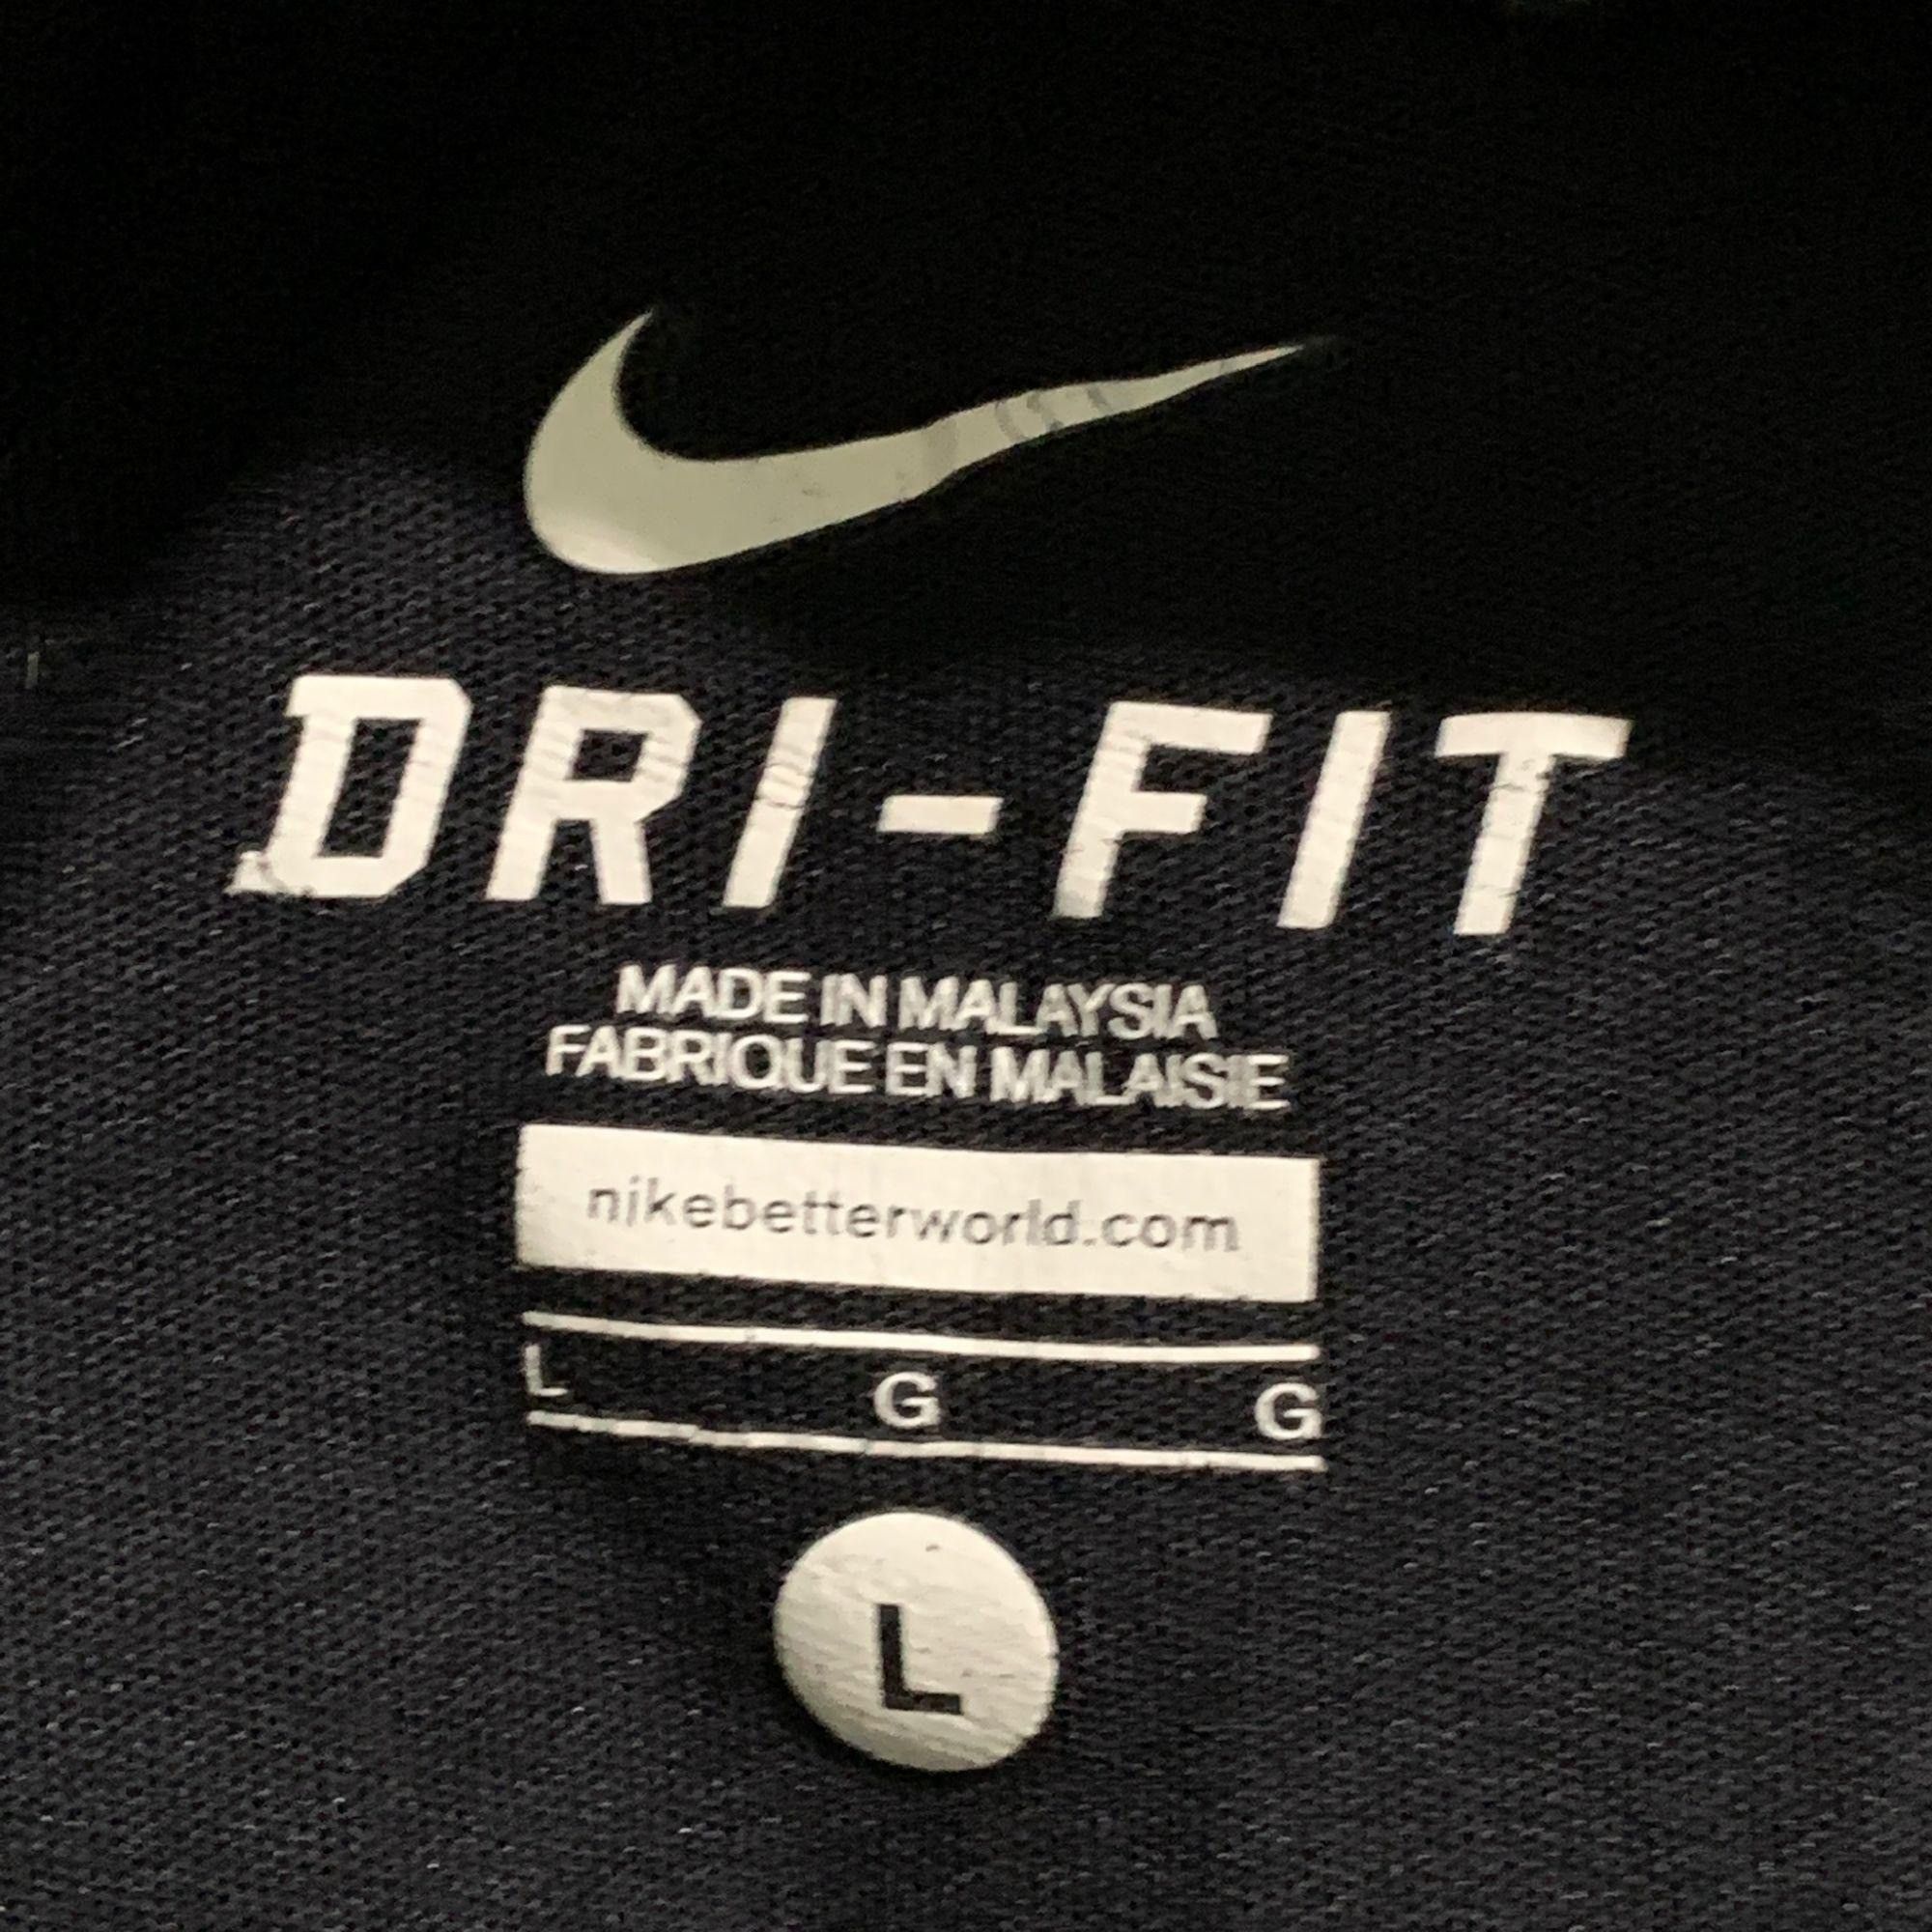 DRI-FIT
MADE IN MALAYSIA
FABRIQUE EN MALAISIE
nikebetterworld.com
L G G
L